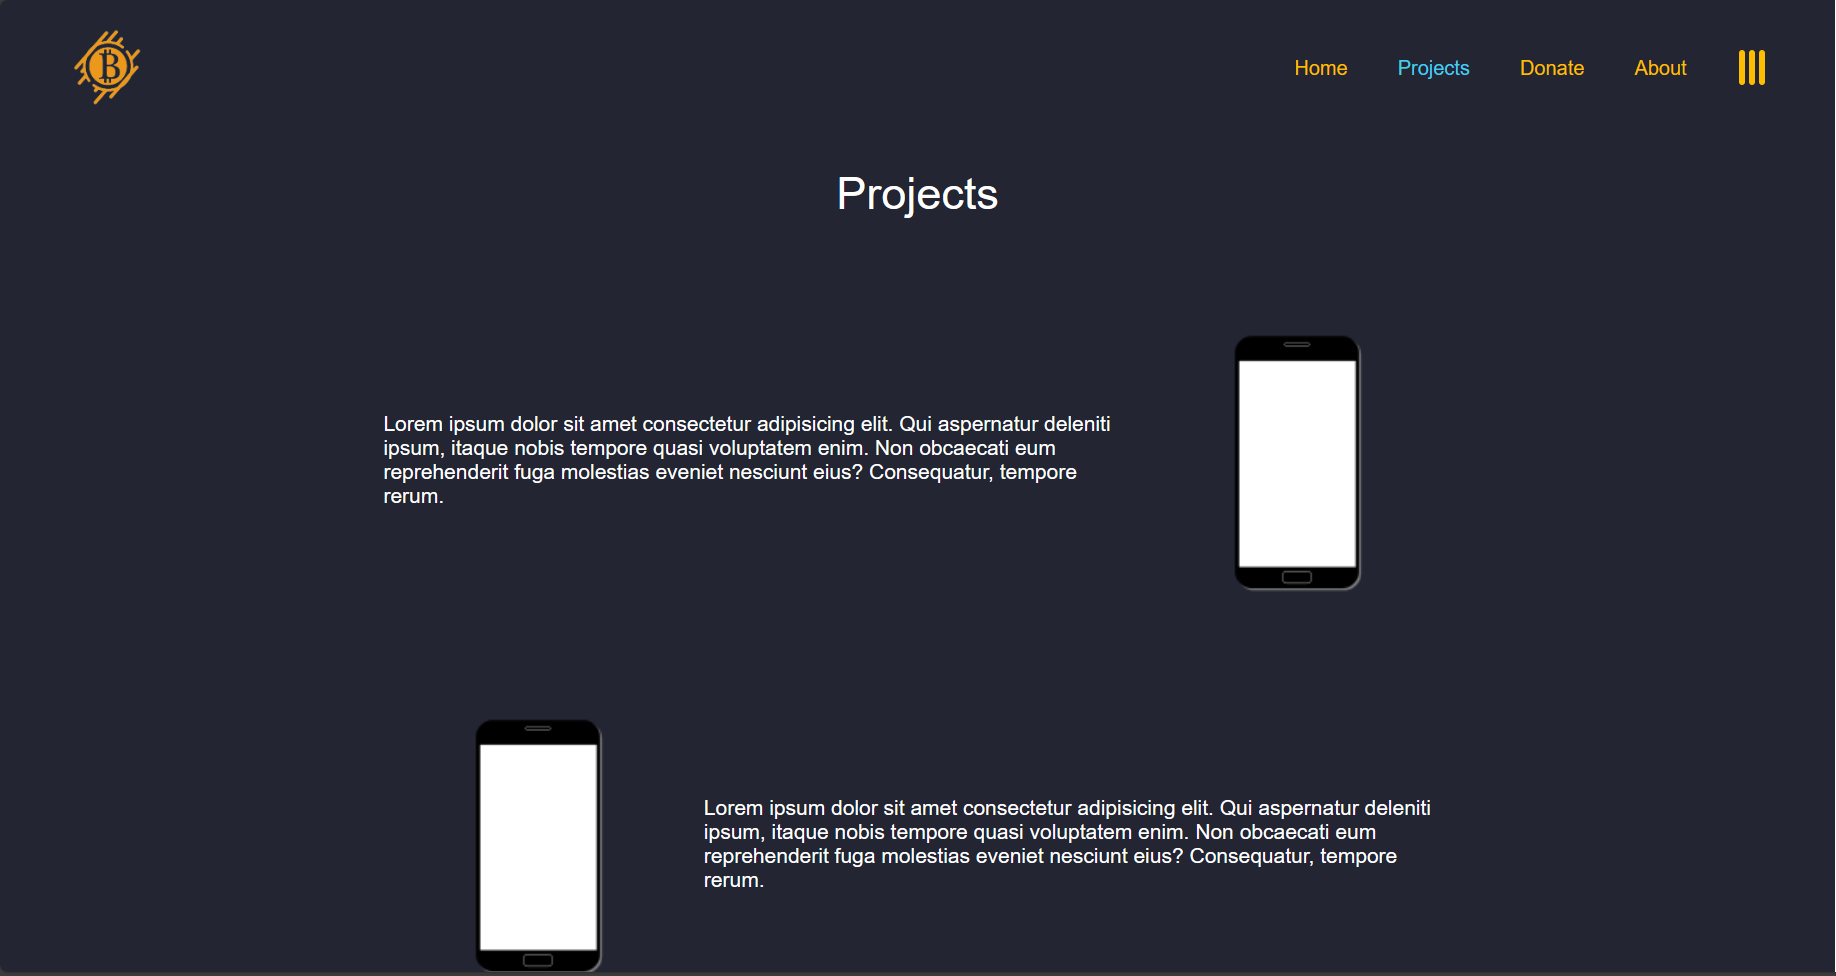 B
Home Projects Donate About
Projects
Lorem ipsum dolor sit amet consectetur adipisicing elit. Qui aspernatur deleniti
ipsum, itaque nobis tempore quasi voluptatem enim. Non obcaecati eum
reprehenderit fuga molestias eveniet nesciunt eius? Consequatur, tempore
rerum.
Lorem ipsum dolor sit amet consectetur adipisicing elit. Qui aspernatur deleniti
ipsum, itaque nobis tempore quasi voluptatem enim. Non obcaecati eum
reprehenderit fuga molestias eveniet nesciunt eius? Consequatur, tempore
rerum.